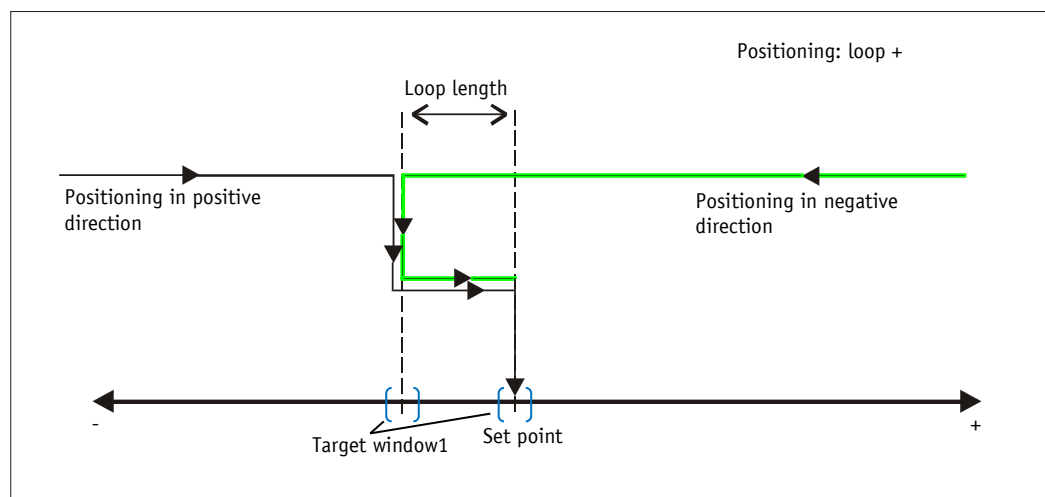 Positioning: loop +
Loop length
Positioning in positive
direction
Positioning in negative
direction
-
+
Target window1
Set point